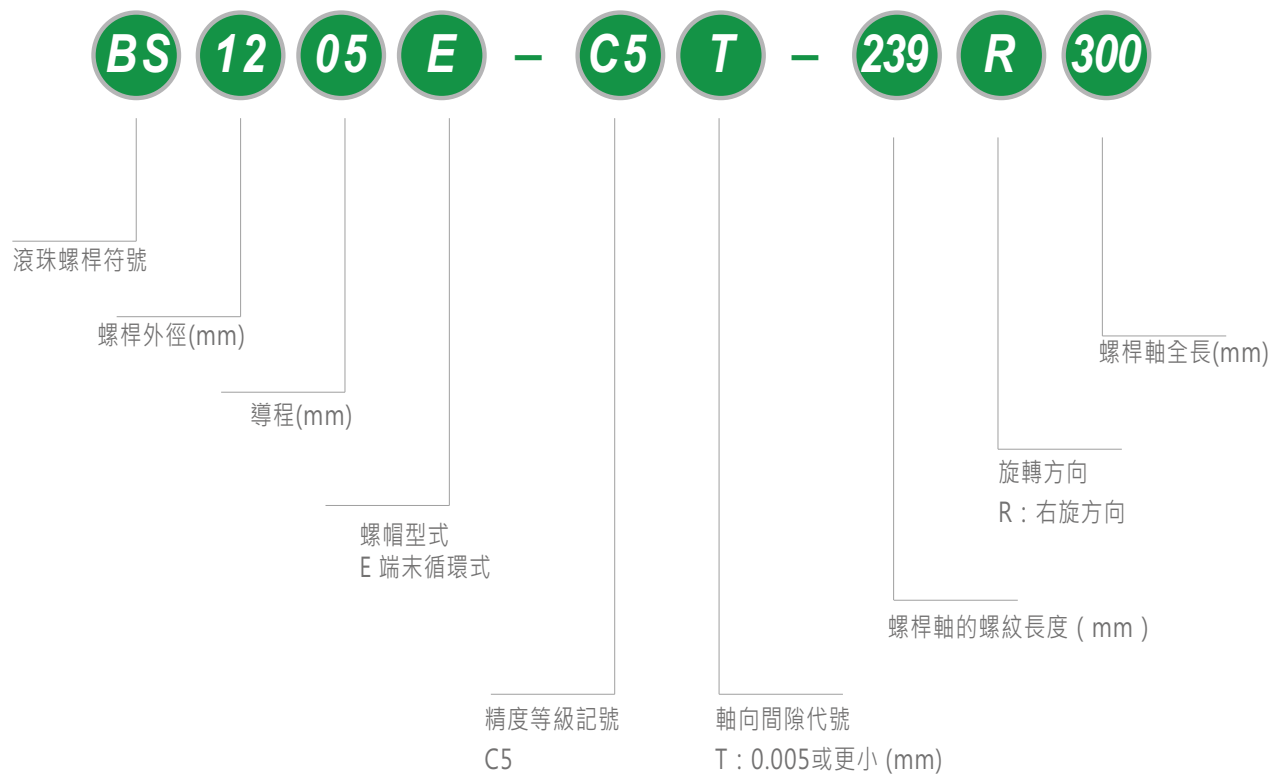 BS 12 05 E – C5 T – 239 R 300
滾珠螺桿符號
螺桿外徑(mm)
螺桿軸全長(mm)
導程(mm)
旋轉方向
R：右旋方向
螺帽型式
E 端末循環式
螺桿軸的螺紋長度 ( mm )
精度等級記號
C5
軸向間隙代號
T：0.005或更小 (mm)